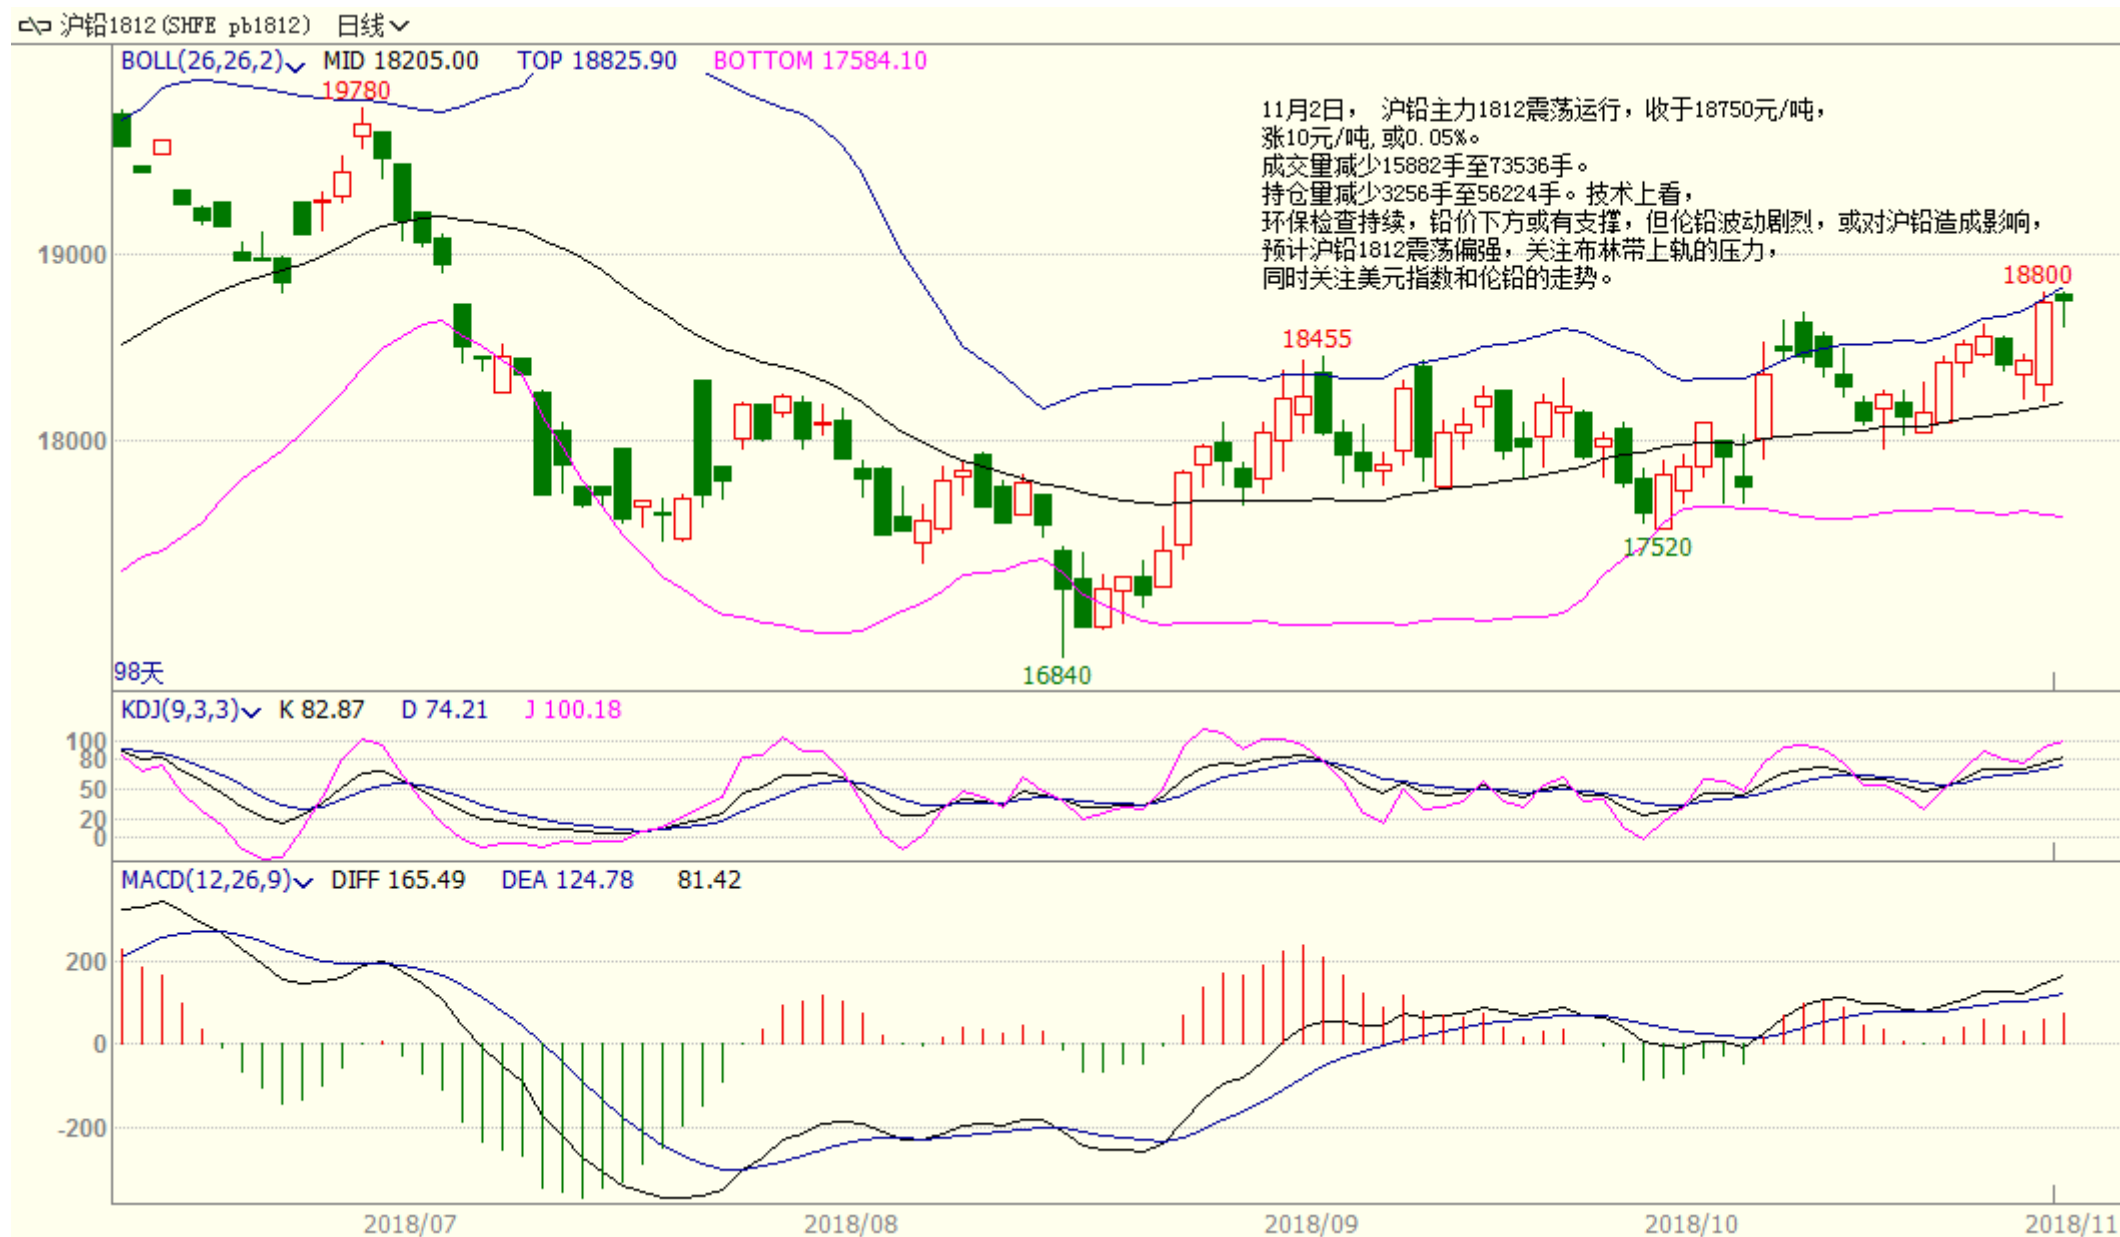 沪铅1812(SHFE pb1812) 日线
BOLL(26,26,2) MID 18205.00 TOP 18825.90 BOTTOM 17584.10
19780
11月2日， 沪铅主力1812震荡运行，收于18750元/吨，
涨10元/吨,或0.05%。
成交量减少15882手至73536手。
持仓量减少3256手至56224手。技术上看，
环保检查持续，铅价下方或有支撑，但伦铅波动剧烈，或对沪铅造成影响，
预计沪铅1812震荡偏强，关注布林带上轨的压力，
同时关注美元指数和伦铅的走势。
19000
18800
18455
18000
17520
16840
98天
KDJ(9,3,3) K 82.87 D 74.21 J 100.18
100
80
50
20
0
MACD(12,26,9) DIFF 165.49 DEA 124.78 81.42
200
0
-200
2018/07 2018/08 2018/09 2018/10 2018/11